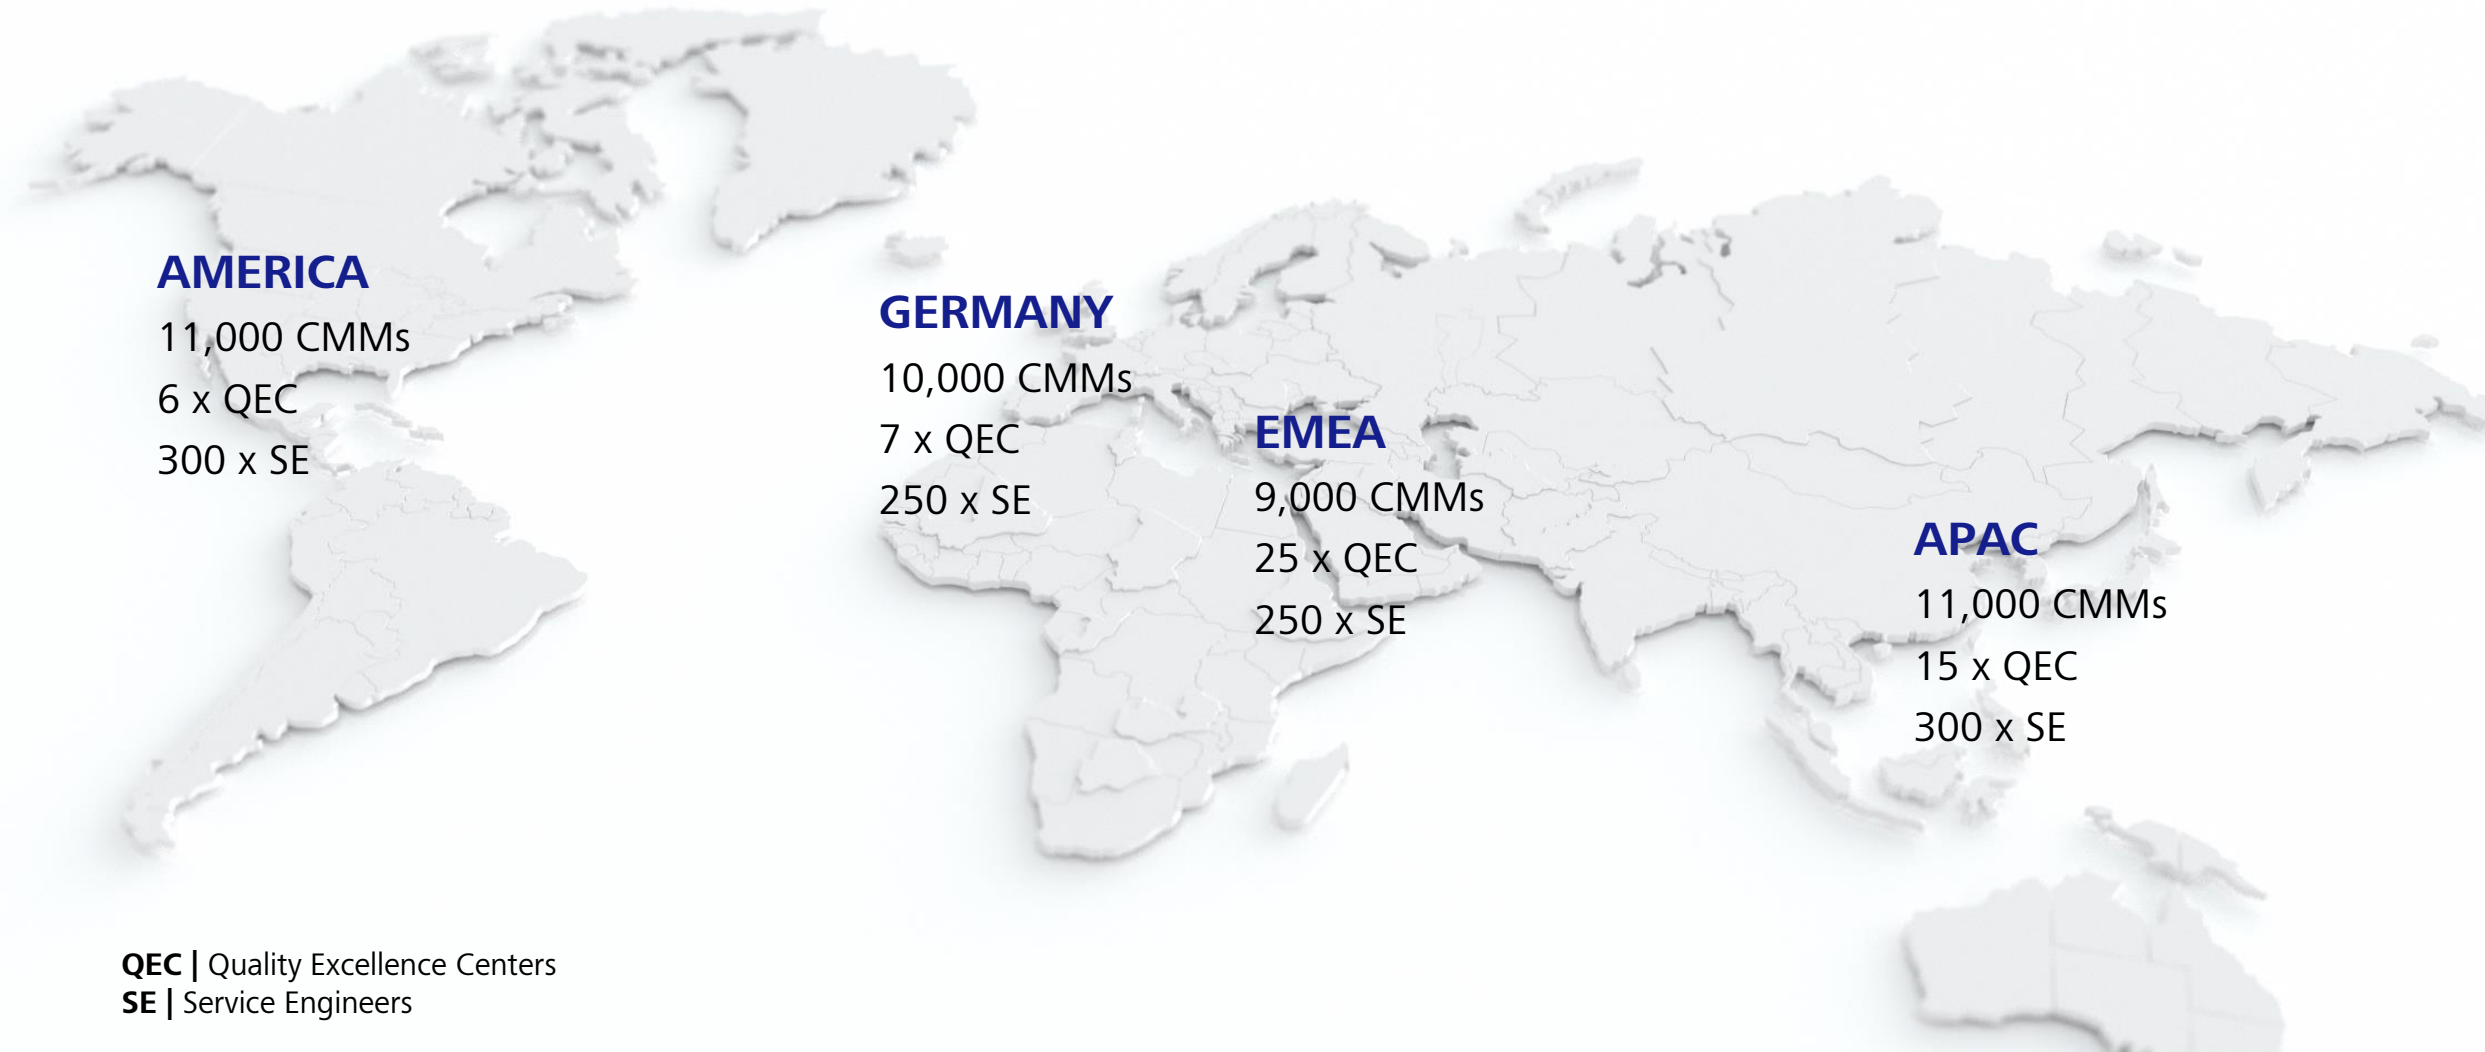 AMERICA
11,000 CMMs
6 x QEC
300 x SE
GERMANY
10,000 CMMs
7 x QEC
250 x SE
EMEA
9,000 CMMs
25 x QEC
250 x SE
APAC
11,000 CMMs
15 x QEC
300 x SE
QEC | Quality Excellence Centers
SE | Service Engineers